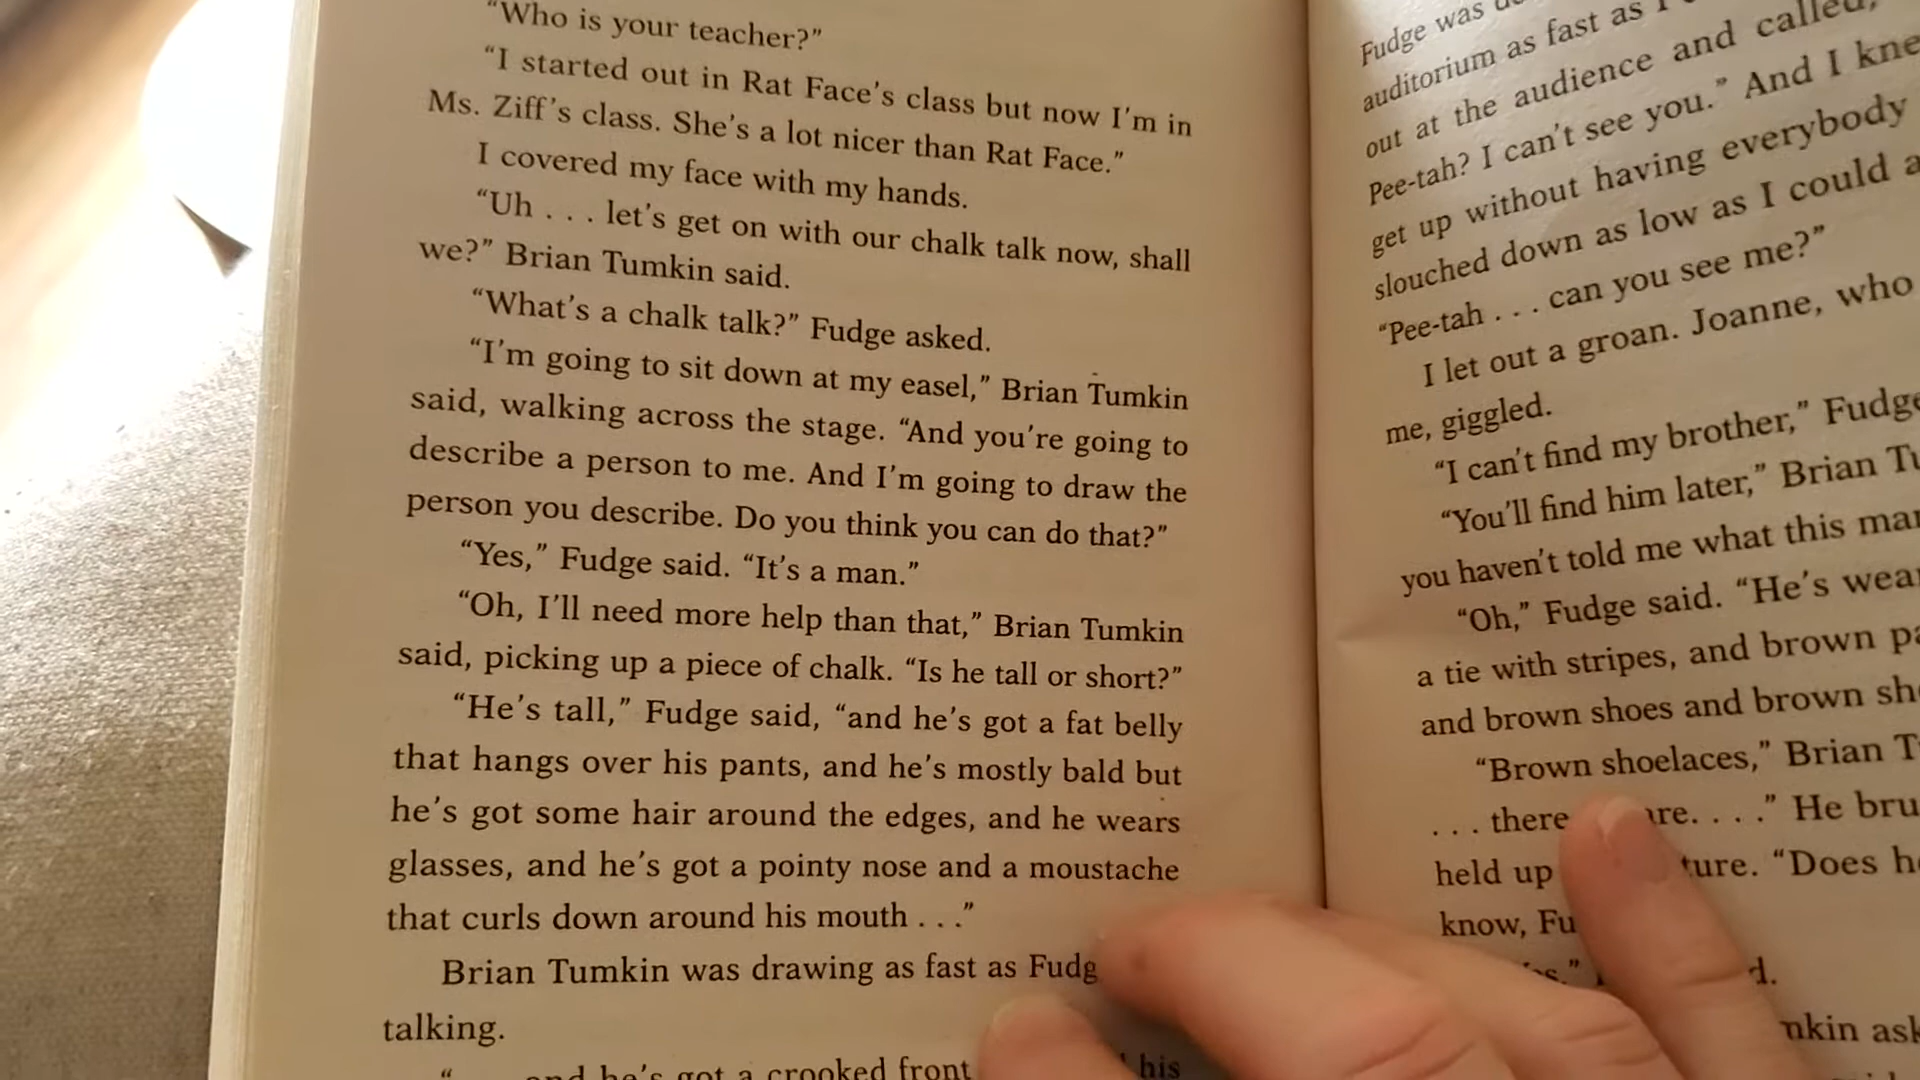 “Who is your teacher?”
“I started out in Rat Face’s class but now I’m in
Ms. Ziff’s class. She’s a lot nicer than Rat Face.”
I covered my face with my hands.
“Uh . . . let’s get on with our chalk talk now, shall
we?” Brian Tumkin said.
“What’s a chalk talk?” Fudge asked.
“I’m going to sit down at my easel,” Brian Tumkin
said, walking across the stage. “And you’re going to
describe a person to me. And I’m going to draw the
person you describe. Do you think you can do that?”
“Yes,” Fudge said. “It’s a man.”
“Oh, I’ll need more help than that,” Brian Tumkin
said, picking up a piece of chalk. “Is he tall or short?”
“He’s tall,” Fudge said, “and he’s got a fat belly
that hangs over his pants, and he’s mostly bald but
he’s got some hair around the edges, and he wears
glasses, and he’s got a pointy nose and a moustache
that curls down around his mouth . . .”
Brian Tumkin was drawing as fast as
talking.
“ and he’s got a crooked front his
Fudge was
auditorium as fast as I
out at the audience and called,
Pee-tah? I can’t see you.” And I
get up without having everybody
slouched down as low as I could
“Pee-tah . . . can you see me?”
I let out a groan. Joanne, who
me, giggled.
“I can’t find my brother,” Fudge
“You’ll find him later,” Brian
you haven’t told me what this
“Oh,” Fudge said. “He’s
a tie with stripes, and brown
and brown shoes and brown
“Brown shoelaces,” Brian
. . . there . . . .” He
held up “Does
know,